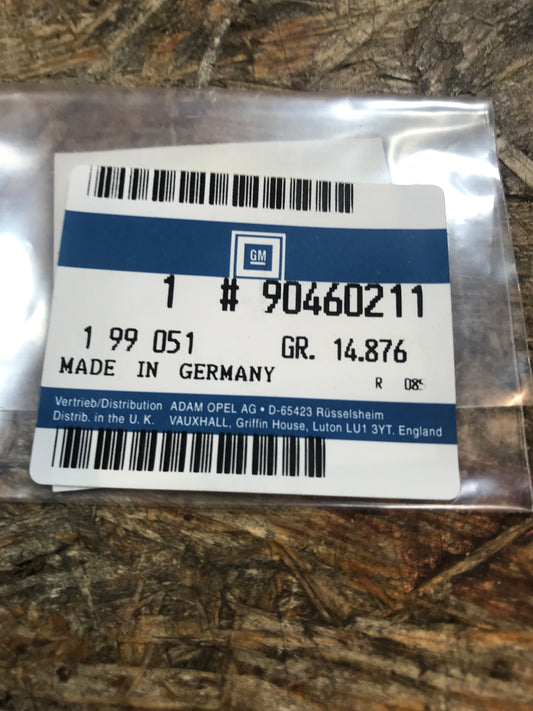 GM
1 # 90460211
1 99 051 GR. 14.876
MADE IN GERMANY
R 089
Vertrieb/Distribution ADAM OPEL AG • D-65423 Rüsselsheim
Distrib. in the U. K. VAUXHALL, Griffin House, Luton LU1 3YT. England